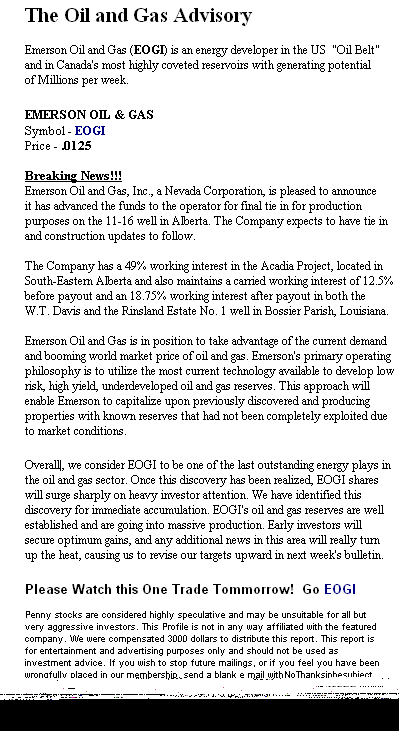 The Oil and Gas Advisory
Emerson Oil and Gas (EOGI) is an energy developer in the US "Oil Belt"
and in Canada's most highly coveted reservoirs with generating potential
of Millions per week.
EMERSON OIL & GAS
Symbol - EOGI
Price - .0125
Breaking News!!!
Emerson Oil and Gas, Inc., a Nevada Corporation, is pleased to announce
it has advanced the funds to the operator for final tie in for production
purposes on the 11-16 well in Alberta. The Company expects to have tie in
and construction updates to follow.
The Company has a 49% working interest in the Acadia Project, located in
South-Eastern Alberta and also maintains a carried working interest of 12.5%
before payout and an 18.75% working interest after payout in both the
W.T. Davis and the Rinsland Estate No. 1 well in Bossier Parish, Louisiana.
Emerson Oil and Gas is in position to take advantage of the current demand
and booming world market price of oil and gas. Emerson's primary operating
philosophy is to utilize the most current technology available to develop low
risk, high yield, underdeveloped oil and gas reserves. This approach will
enable Emerson to capitalize upon previously discovered and producing
properties with known reserves that had not been completely exploited due
to market conditions.
Overall, we consider EOGI to be one of the last outstanding energy plays in
the oil and gas sector. Once this discovery has been realized, EOGI shares
will surge sharply on heavy investor attention. We have identified this
discovery for immediate accumulation. EOGI's oil and gas reserves are well
established and are going into massive production. Early investors will
secure optimum gains, and any additional news in this area will really turn
up the heat, causing us to revise our targets upward in next week's bulletin.
Please Watch this One Trade Tommorrow! Go EOGI
Penny stocks are considered highly speculative and may be unsuitable for all but
very aggressive investors. This Profile is not in any way affiliated with the featured
company. We were compensated 3000 dollars to distribute this report. This report is
for entertainment and advertising purposes only and should not be used as
investment advice. If you wish to stop future mailings, or if you feel you have been
wrongfully placed in our membership, send a blank e mail with No Thanks in